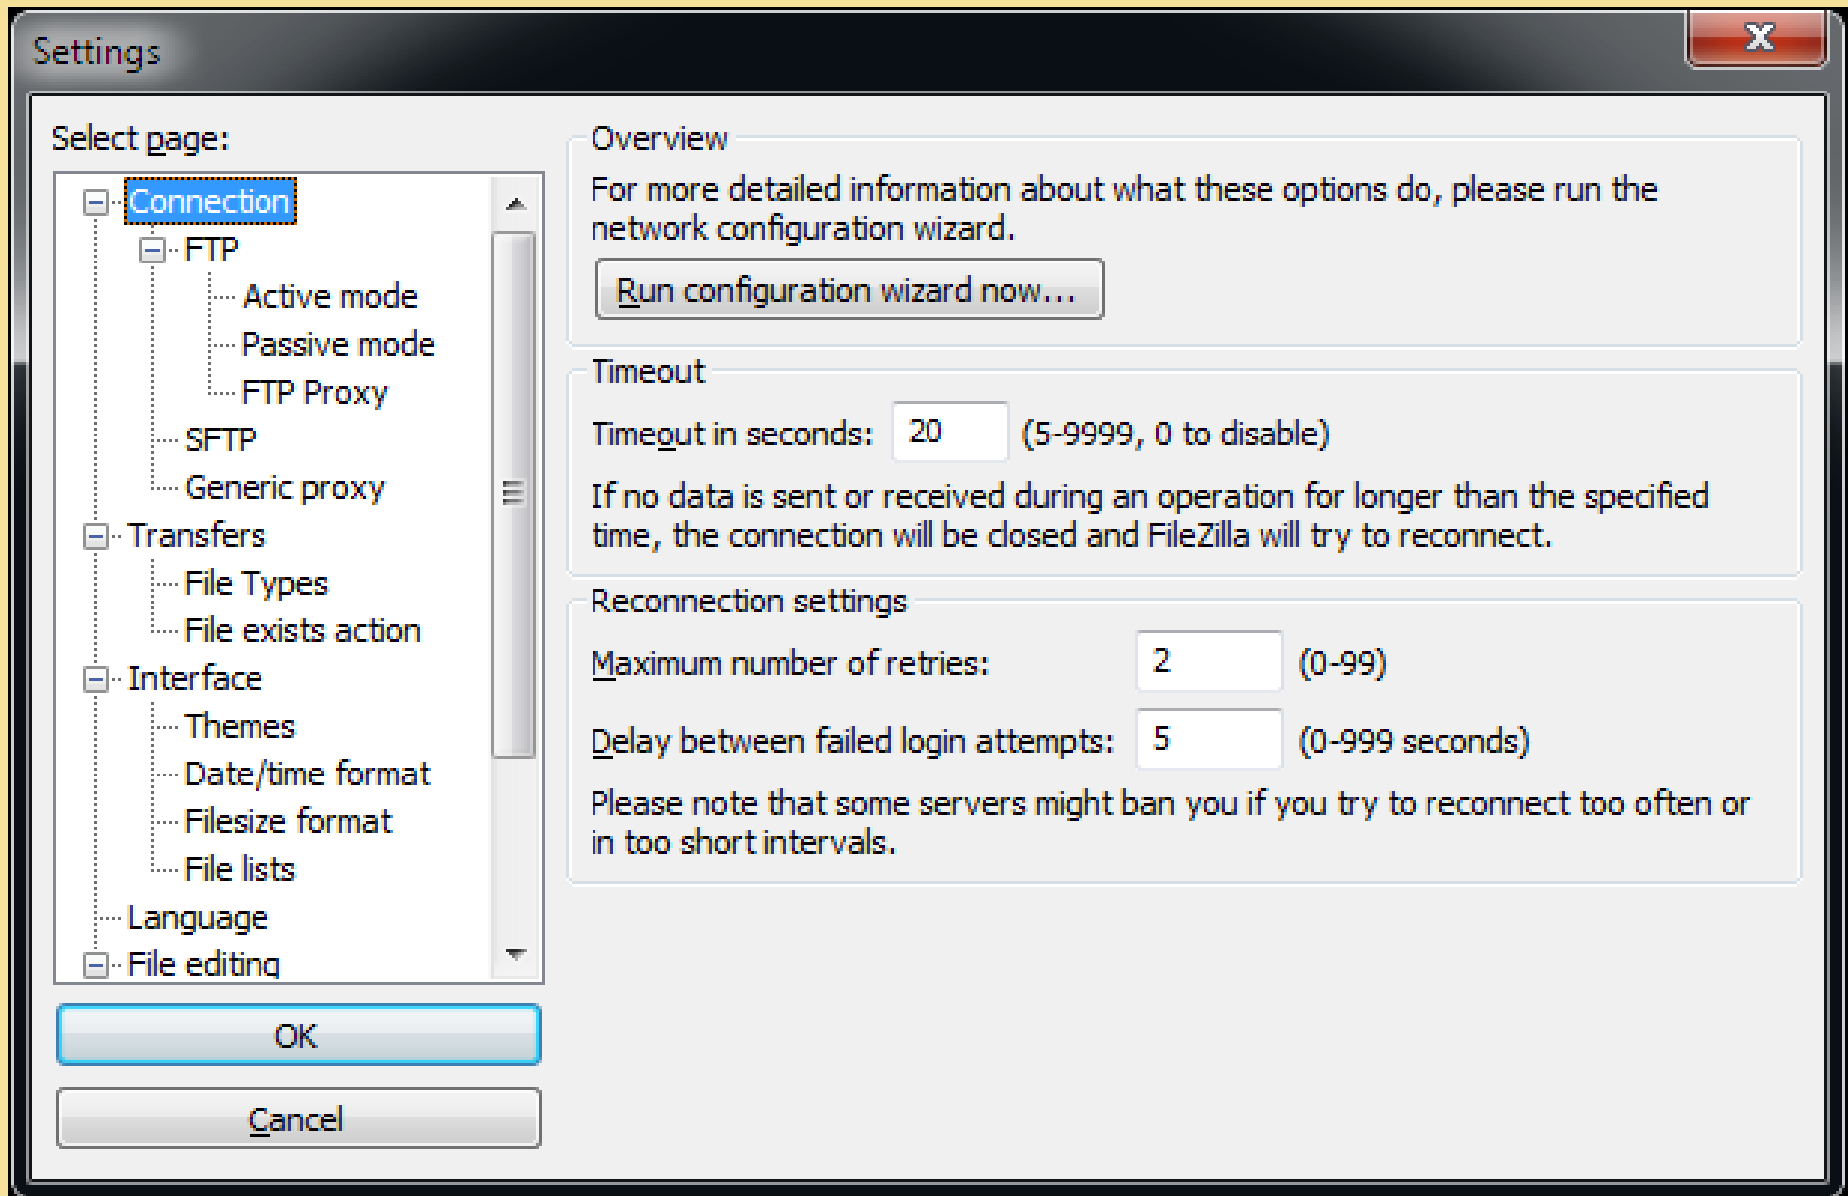 Settings
Select page:
Connection
FTP
Active mode
Passive mode
FTP Proxy
SFTP
Generic proxy
Transfers
File Types
File exists action
Interface
Themes
Date/time format
Filesize format
File lists
Language
File editing
OK
Cancel
Overview
For more detailed information about what these options do, please run the
network configuration wizard.
Run configuration wizard now...
Timeout
Timeout in seconds: 20 (5-9999, 0 to disable)
If no data is sent or received during an operation for longer than the specified
time, the connection will be closed and FileZilla will try to reconnect.
Reconnection settings
Maximum number of retries: 2 (0-99)
Delay between failed login attempts: 5 (0-999 seconds)
Please note that some servers might ban you if you try to reconnect too often or
in too short intervals.